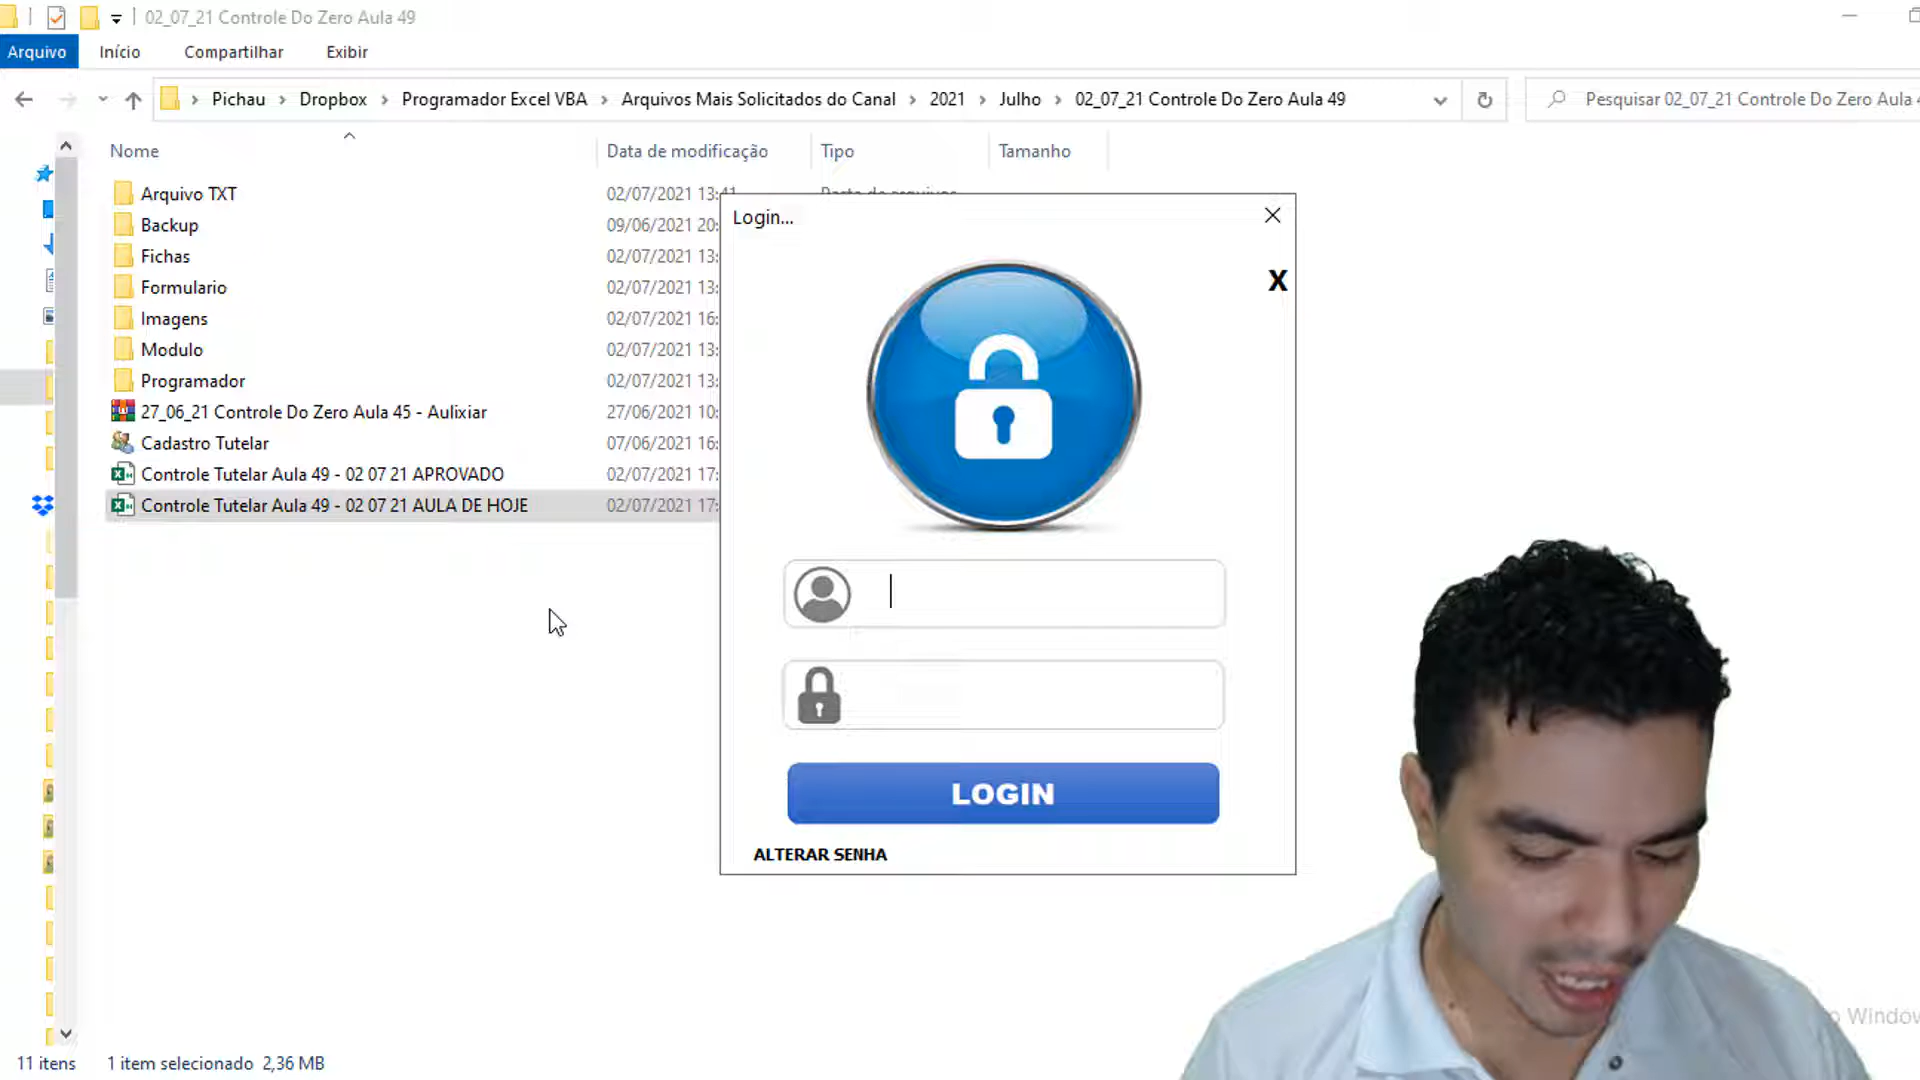 02_07_21 Controle Do Zero Aula 49
Arquivo Início Compartilhar Exibir
Pichau Dropbox Programador Excel VBA Arquivos Mais Solicitados do Canal 2021 Julho 02_07_21 Controle Do Zero Aula 49 Pesquisar 02_07_21 Controle Do Zero Aula
Nome Data de modificação Tipo Tamanho
Arquivo TXT 02/07/2021 13:41 Pasta de arquivos
Backup 09/06/2021 20:
Fichas 02/07/2021 13:
Formulario 02/07/2021 13:
Imagens 02/07/2021 16:
Modulo 02/07/2021 13:
Programador 02/07/2021 13:
27_06_21 Controle Do Zero Aula 45 - Aulixiar 27/06/2021 10:
Cadastro Tutelar 07/06/2021 16:
Controle Tutelar Aula 49 - 02 07 21 APROVADO 02/07/2021 17:
Controle Tutelar Aula 49 - 02 07 21 AULA DE HOJE 02/07/2021 17:
Login...
X
LOGIN
ALTERAR SENHA
11 itens 1 item selecionado 2,36 MB